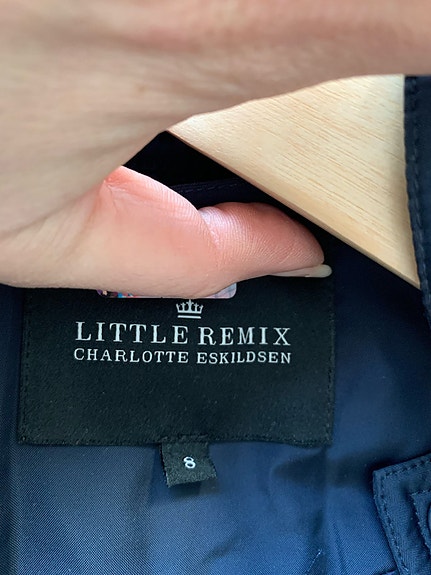 LITTLE REMIX
CHARLOTTE ESKILDSEN
8